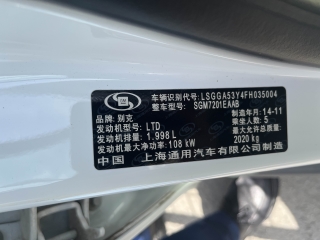 车辆识别代号: LSGGA53Y4FH035004
整车型号: SGM7201EAAB
品牌: 别克 制造年月: 14-11
发动机型号: LTD 乘坐人数: 5
发动机排量: 1.998 L 最大允许总质量:
发动机最大净功率: 108 kW 2020 kg
中国 上海通用汽车有限公司制造